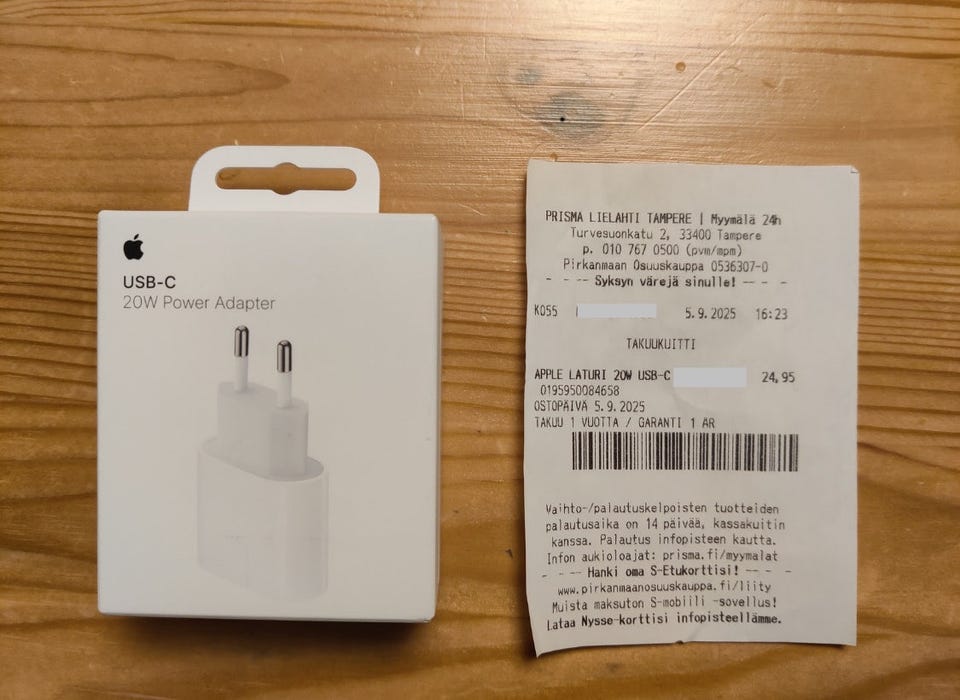 USB-C
20W Power Adapter
PRISMA LIELAHTI TAMPERE | Myymälä 24h
Turvesuonkatu 2, 33400 Tampere
p. 010 767 0500 (pvm/mpm)
Pirkanmaan Osuuskauppa 0536307-0
- - -- Syksyn värejä sinulle! -- - -
K055 5.9.2025 16:23
TAKUUKUITTI
APPLE LATURI 20W USB-C 24,95
0195950084658
OSTOPÄIVÄ 5.9.2025
TAKUU 1 VUOTTA / GARANTI 1 ÅR
Vaihto-/palautuskelpoisten tuotteiden
palautusaika on 14 päivää, kassakuitin
kanssa. Palautus infopisteen kautta.
Infon aukioloajat: prisma.fi/myymalat
- - -- Hanki oma S-Etukorttisi! -- - -
www.pirkanmaanosuuskauppa.fi/liity
Muista maksuton S-mobiili -sovellus!
Lataa Nysse-korttisi infopisteellämme.